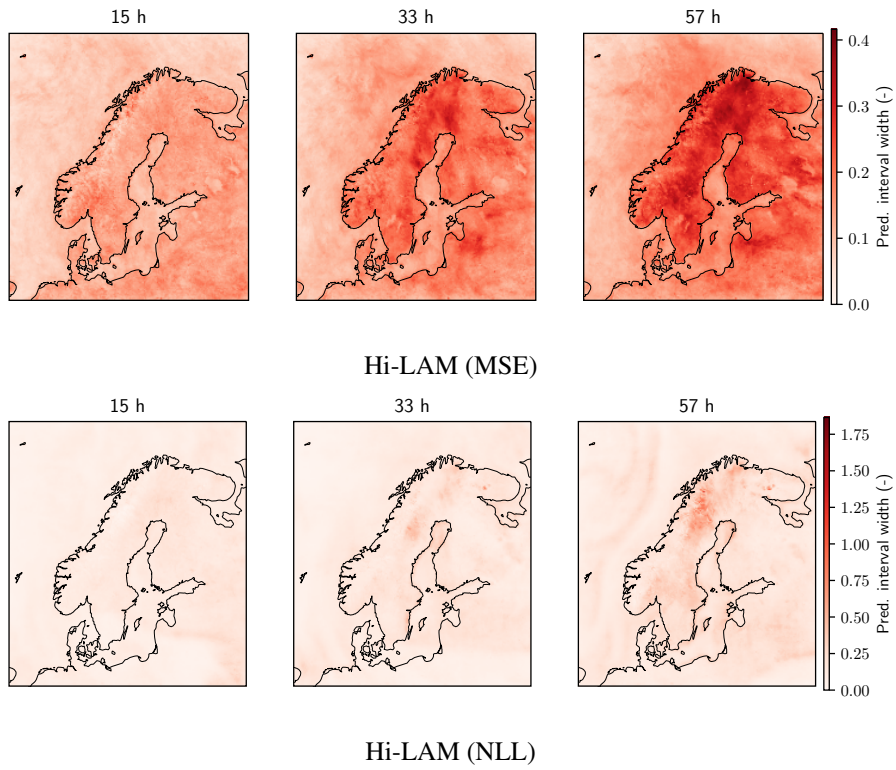 15 h 33 h 57 h
0.4
0.3
0.2
0.1
0.0
Pred. interval width (-)
Hi-LAM (MSE)
15 h 33 h 57 h
1.75
1.50
1.25
1.00
0.75
0.50
0.25
0.00
Pred. interval width (-)
Hi-LAM (NLL)